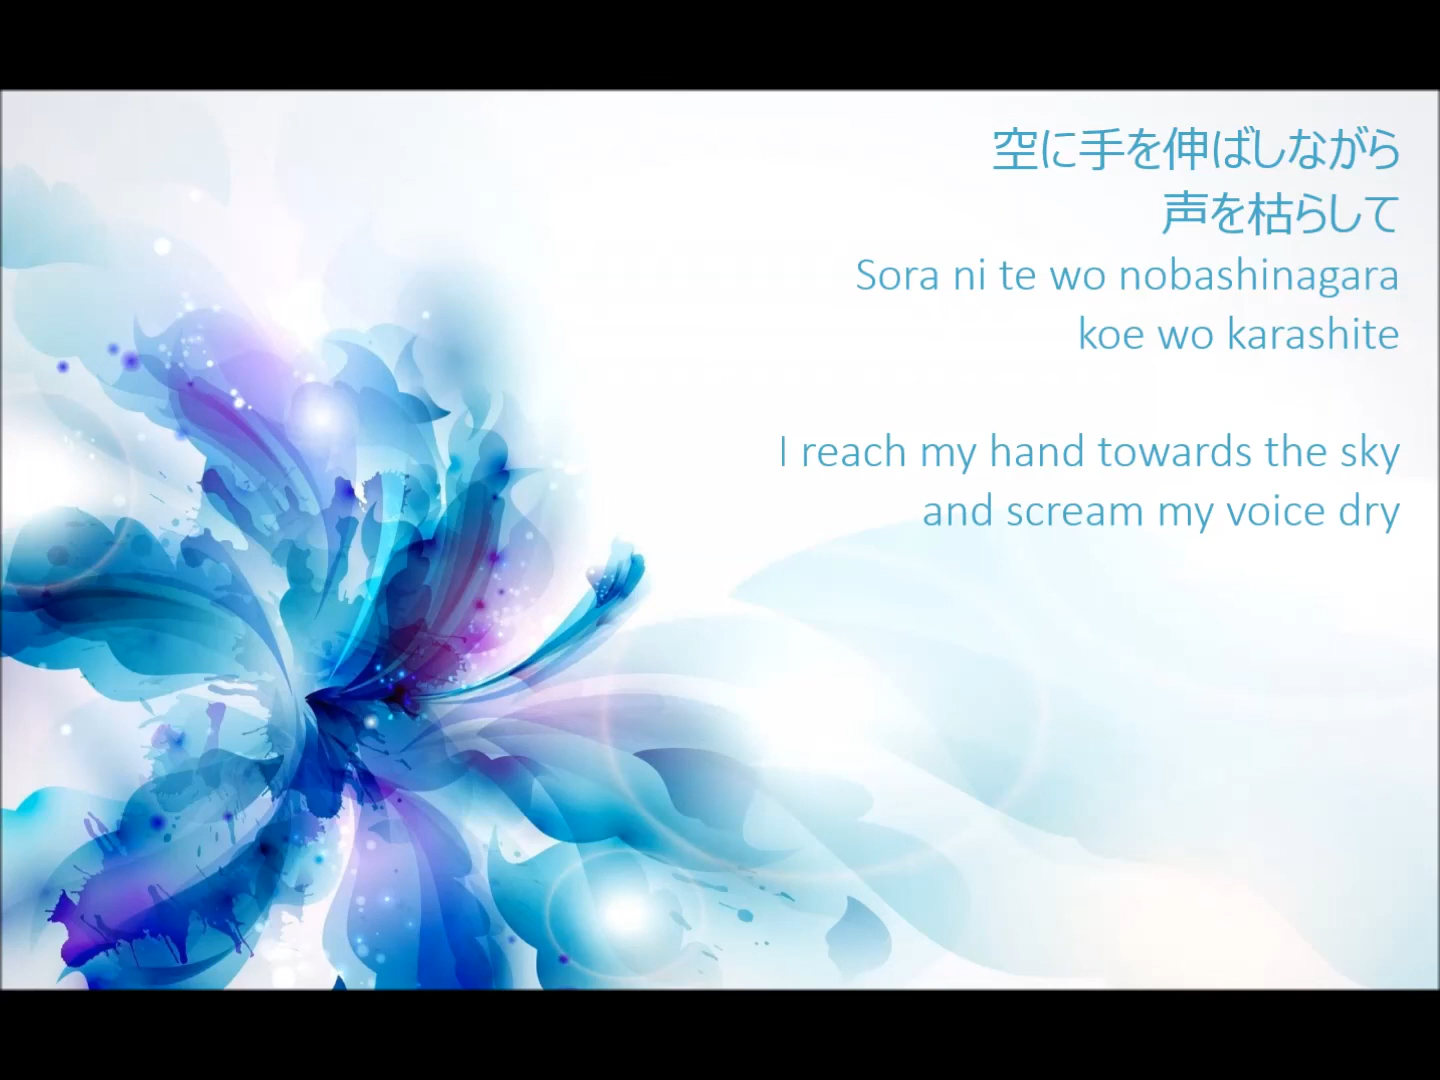 空に手を伸ばしながら
声を枯らして
Sora ni te wo nobashinagara
koe wo karashite
I reach my hand towards the sky
and scream my voice dry